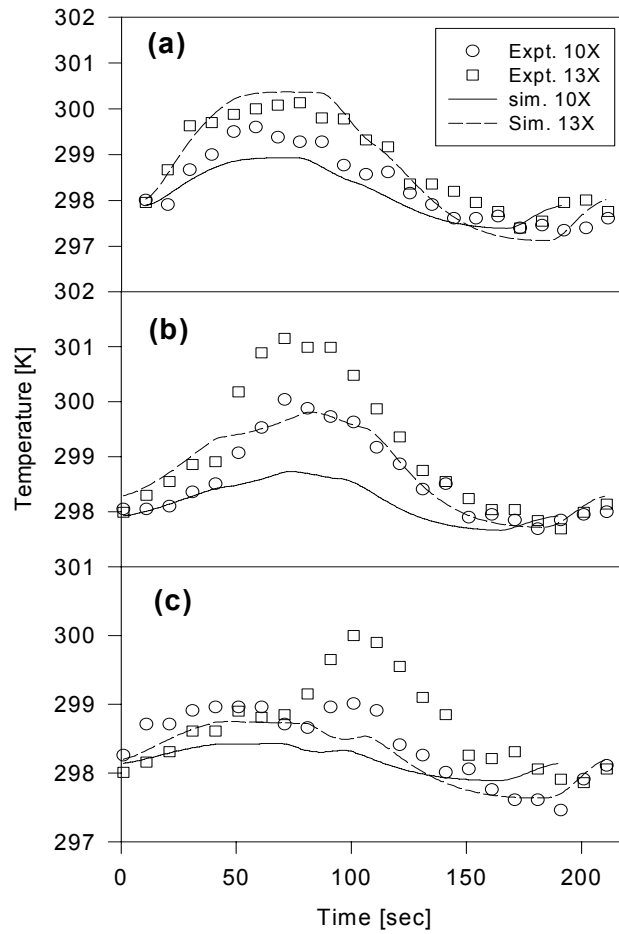 302
(a)
Expt. 10X
Expt. 13X
sim. 10X
Sim. 13X
301
300
299
298
297
302
(b)
301
300
299
298
301
(c)
300
299
298
297
0
50
100
150
200
Time [sec]
Temperature [K]